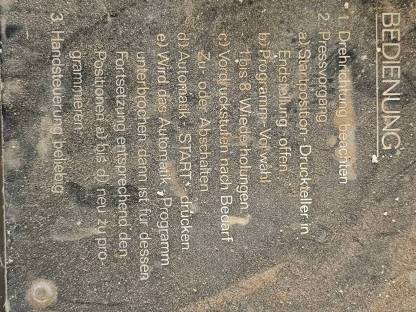 BEDIENUNG
1. Drehrichtung beachten
2. Pressvorgang
a) Startposition: Druckteller in
Endstellung "offen"
b) Programm-Vorwahl
1 bis 8 Wiederholungen
c) Vordruckstufen nach Bedarf
zu- oder Abschalten
d) Automatik "START" drücken.
e) Wird das Automatik-Programm
unterbrochen dann ist für dessen
Fortsetzung entsprechend den
Positionen a) bis d) neu zu pro-
grammieren.
3. Handsteuerung beliebig